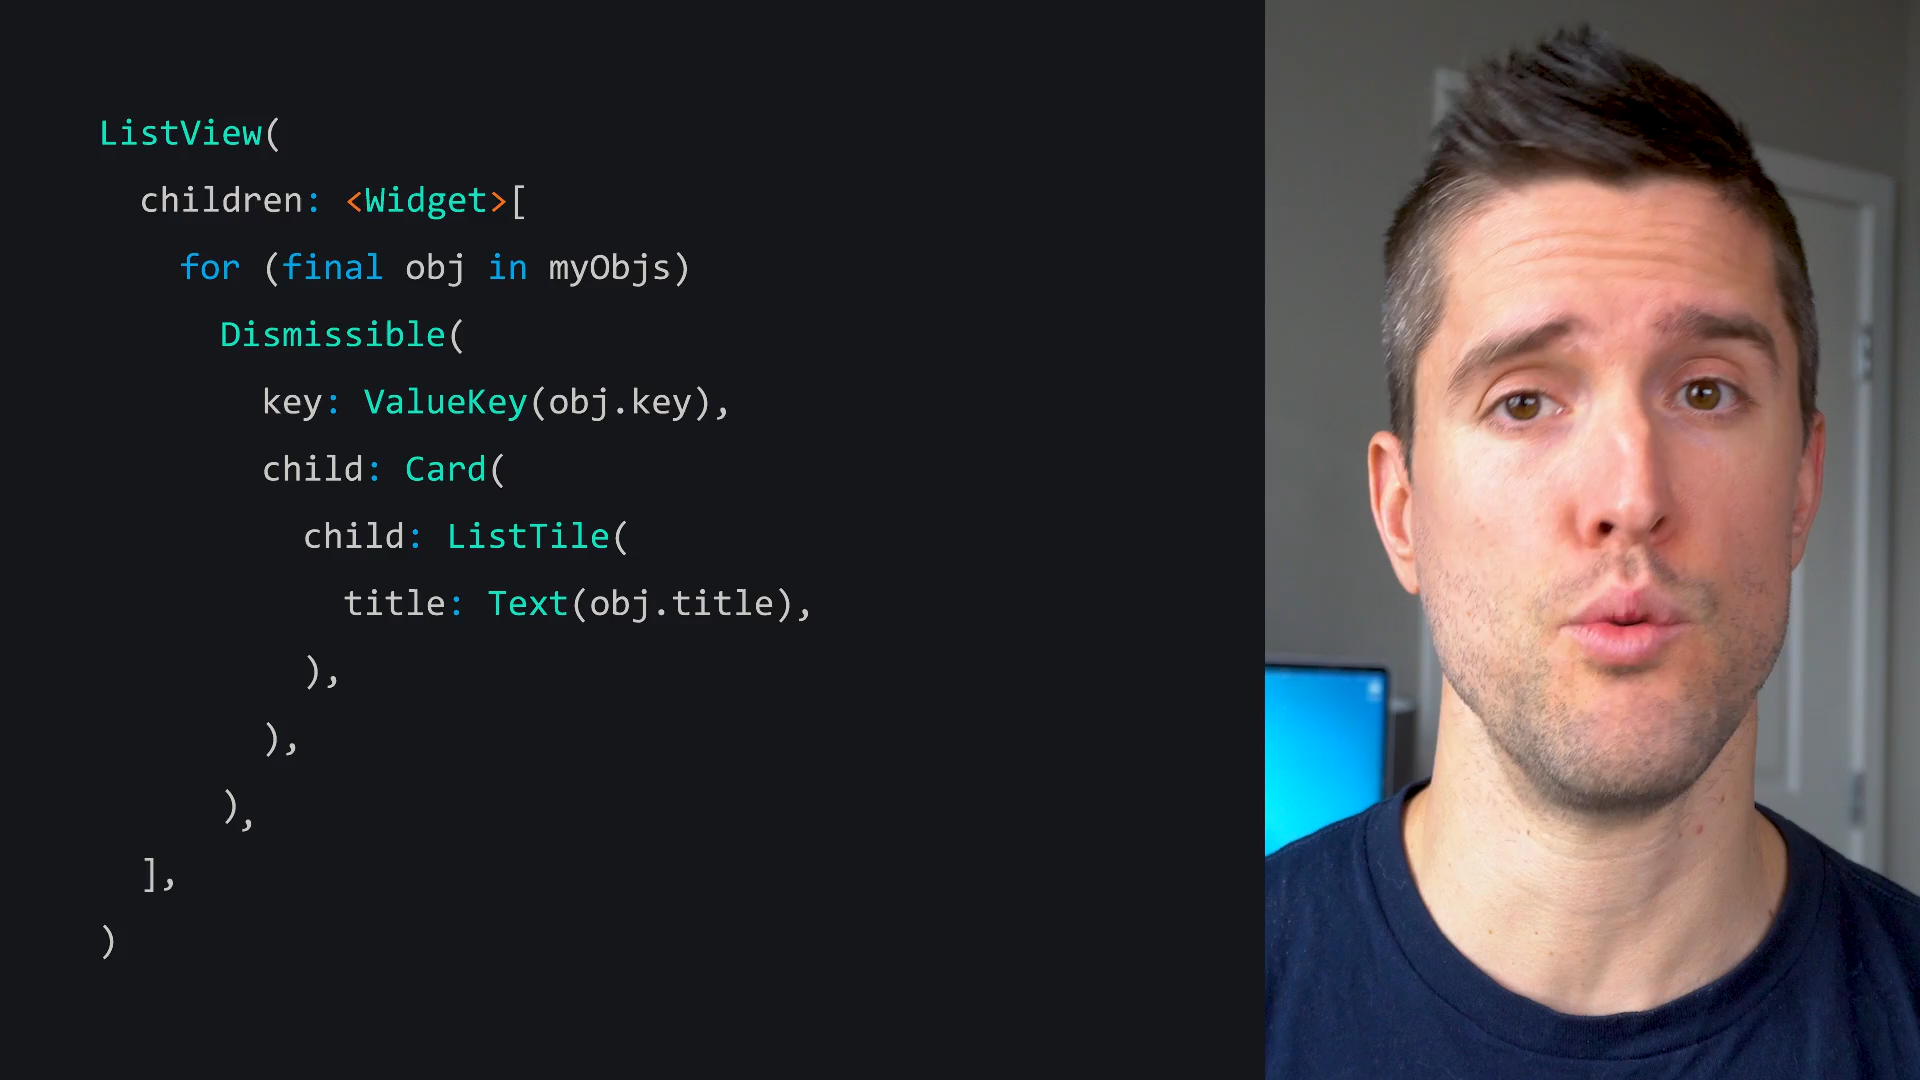 ListView(
children: <Widget>[
for (final obj in myObjs)
Dismissible(
key: ValueKey(obj.key),
child: Card(
child: ListTile(
title: Text(obj.title),
),
),
),
],
)